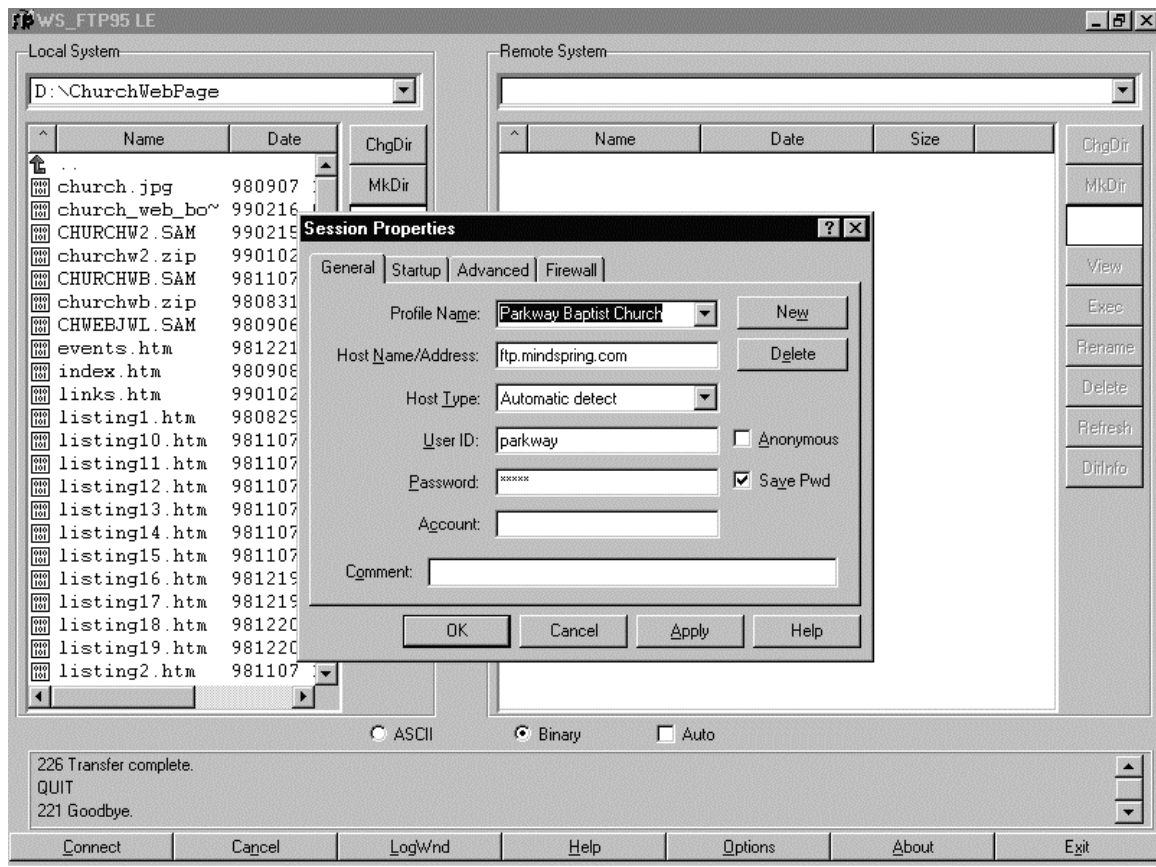 WS_FTP95 LE
Local System
D:\ChurchWebPage
^ Name Date
ChgDir
MkDir
..
church.jpg 980907
church_web_bo~ 990216
CHURCHW2.SAM 990215
churchw2.zip 990102
CHURCHWB.SAM 981107
churchwb.zip 980831
CHWEBJWL.SAM 980906
events.htm 981221
index.htm 980908
links.htm 990102
listing1.htm 980829
listing10.htm 981107
listing11.htm 981107
listing12.htm 981107
listing13.htm 981107
listing14.htm 981107
listing15.htm 981107
listing16.htm 981219
listing17.htm 981219
listing18.htm 981220
listing19.htm 981220
listing2.htm 981107
Remote System
^ Name Date Size
ChgDir
MkDir
View
Exec
Rename
Delete
Refresh
DirInfo
Session Properties
General Startup Advanced Firewall
Profile Name: Parkway Baptist Church New
Host Name/Address: ftp.mindspring.com Delete
Host Type: Automatic detect
User ID: parkway Anonymous
Password: ***** Save Pwd
Account:
Comment:
OK Cancel Apply Help
ASCII Binary Auto
226 Transfer complete.
QUIT
221 Goodbye.
Connect Cancel LogWnd Help Options About Exit